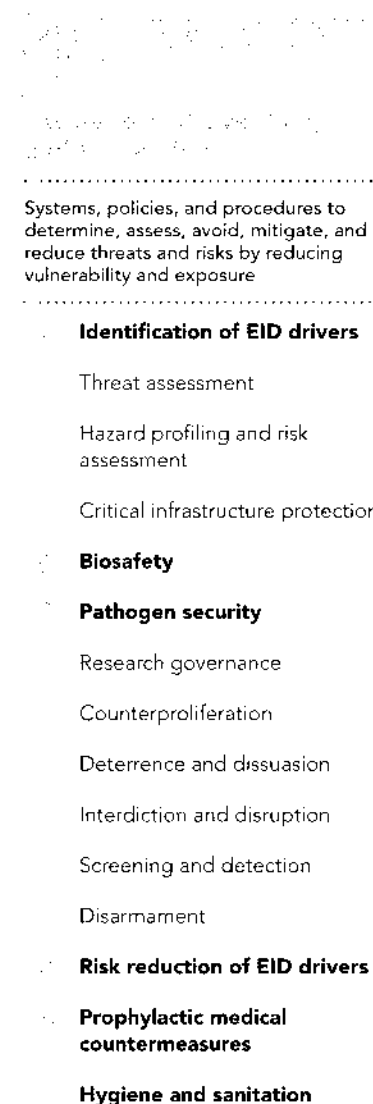 Systems, policies, and procedures to
determine, assess, avoid, mitigate, and
reduce threats and risks by reducing
vulnerability and exposure
Identification of EID drivers
Threat assessment
Hazard profiling and risk
assessment
Critical infrastructure protection
Biosafety
Pathogen security
Research governance
Counterproliferation
Deterrence and dissuasion
Interdiction and disruption
Screening and detection
Disarmament
Risk reduction of EID drivers
Prophylactic medical
countermeasures
Hygiene and sanitation